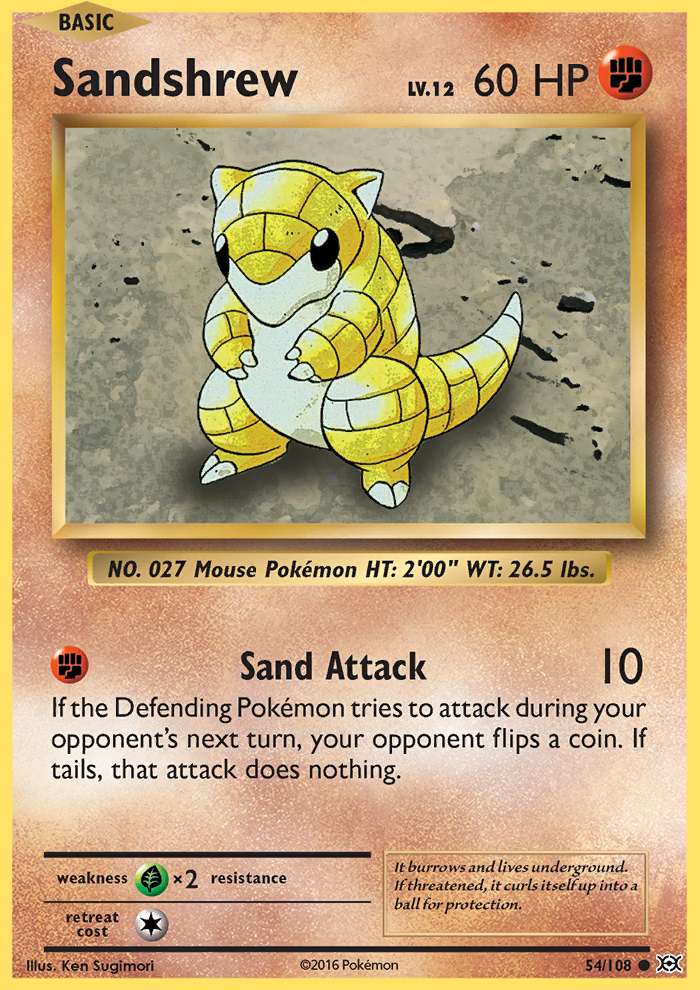 BASIC
Sandshrew LV.12 60 HP
NO. 027 Mouse Pokémon HT: 2'00" WT: 26.5 lbs.
Sand Attack 10
If the Defending Pokémon tries to attack during your
opponent's next turn, your opponent flips a coin. If
tails, that attack does nothing.
weakness ×2 resistance
retreat
cost
It burrows and lives underground.
If threatened, it curls itself up into a
ball for protection.
Illus. Ken Sugimori ©2016 Pokémon 54/108